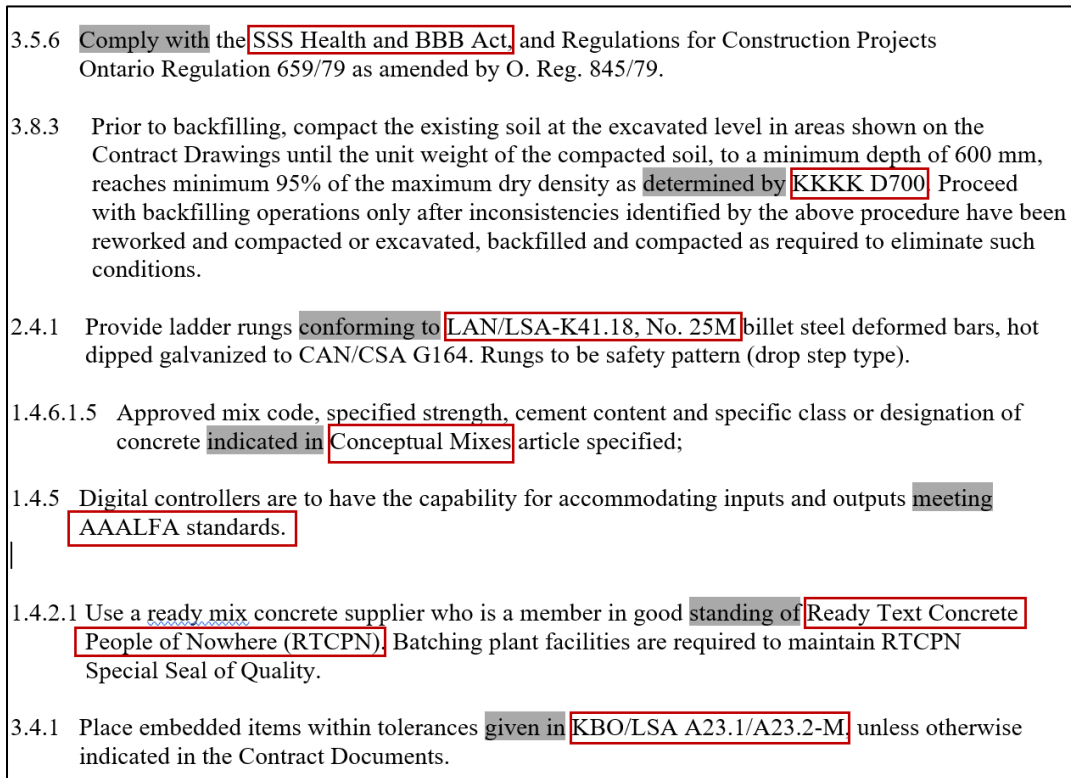 3.5.6 Comply with the SSS Health and BBB Act, and Regulations for Construction Projects
Ontario Regulation 659/79 as amended by O. Reg. 845/79.
3.8.3 Prior to backfilling, compact the existing soil at the excavated level in areas shown on the
Contract Drawings until the unit weight of the compacted soil, to a minimum depth of 600 mm,
reaches minimum 95% of the maximum dry density as determined by KKKK D700. Proceed
with backfilling operations only after inconsistencies identified by the above procedure have been
reworked and compacted or excavated, backfilled and compacted as required to eliminate such
conditions.
2.4.1 Provide ladder rungs conforming to LAN/LSA-K41.18, No. 25M billet steel deformed bars, hot
dipped galvanized to CAN/CSA G164. Rungs to be safety pattern (drop step type).
1.4.6.1.5 Approved mix code, specified strength, cement content and specific class or designation of
concrete indicated in Conceptual Mixes article specified;
1.4.5 Digital controllers are to have the capability for accommodating inputs and outputs meeting
AAALFA standards.
1.4.2.1 Use a ready mix concrete supplier who is a member in good standing of Ready Text Concrete
People of Nowhere (RTCPN). Batching plant facilities are required to maintain RTCPN
Special Seal of Quality.
3.4.1 Place embedded items within tolerances given in KBO/LSA A23.1/A23.2-M, unless otherwise
indicated in the Contract Documents.